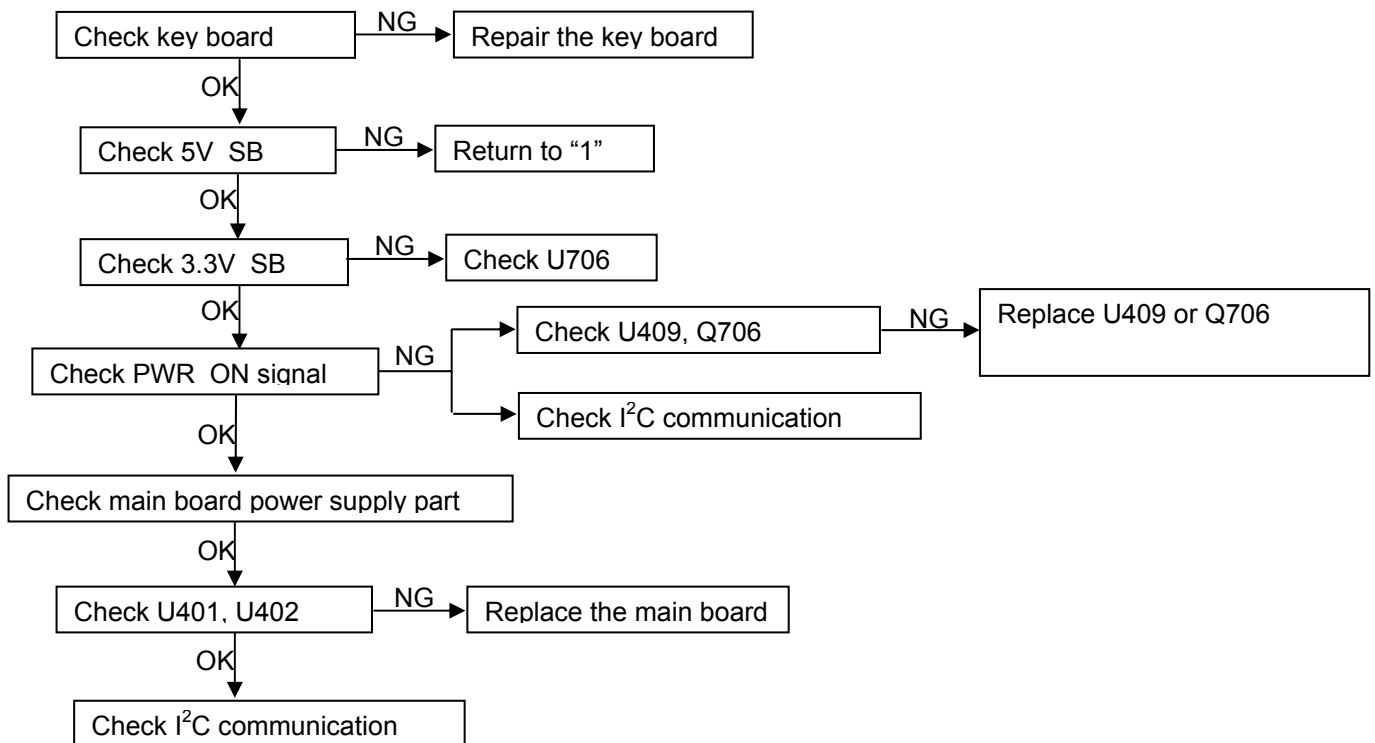 Check key board
NG
Repair the key board
OK
Check 5V SB
NG
Return to “1”
OK
Check 3.3V SB
NG
Check U706
OK
Check PWR ON signal
NG
Check U409, Q706
NG
Replace U409 or Q706
Check I²C communication
OK
Check main board power supply part
OK
Check U401, U402
NG
Replace the main board
OK
Check I²C communication